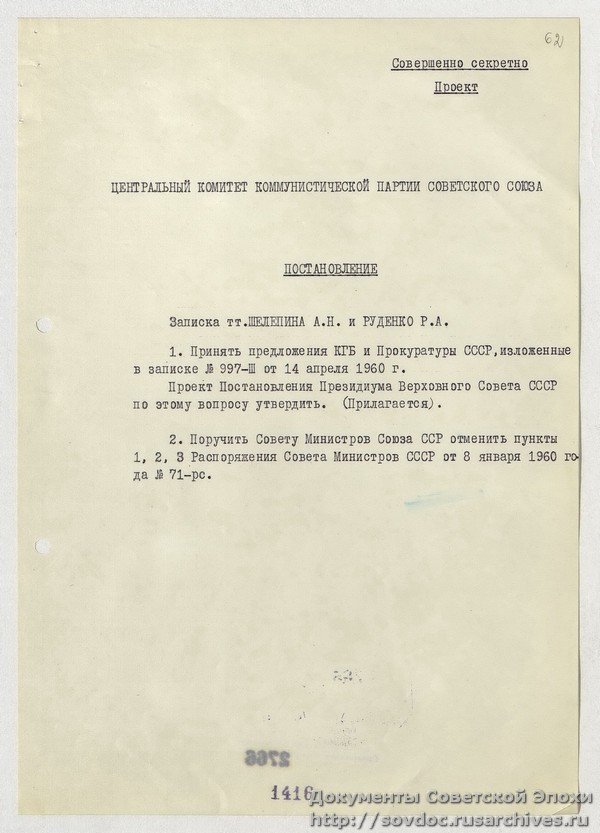 62
Совершенно секретно
Проект
ЦЕНТРАЛЬНЫЙ КОМИТЕТ КОММУНИСТИЧЕСКОЙ ПАРТИИ СОВЕТСКОГО СОЮЗА
ПОСТАНОВЛЕНИЕ
Записка тт.ШЕЛЕПИНА А.Н. и РУДЕНКО Р.А.
1. Принять предложения КГБ и Прокуратуры СССР,изложенные
в записке № 997-Ш от 14 апреля 1960 г.
Проект Постановления Президиума Верховного Совета СССР
по этому вопросу утвердить. (Прилагается).
2. Поручить Совету Министров Союза ССР отменить пункты
1, 2, 3 Распоряжения Совета Министров СССР от 8 января 1960 го-
да № 71-рс.
2766
1416
Документы Советской Эпохи
http://sovdoc.rusarchives.ru